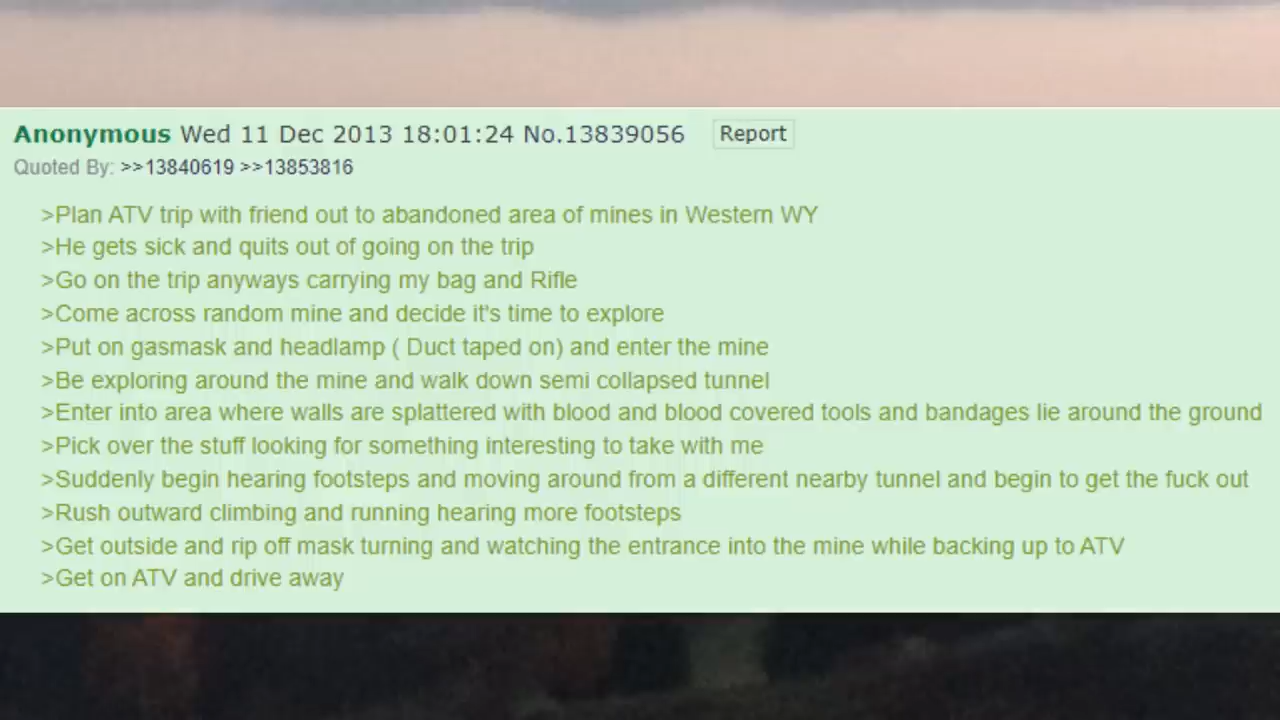 Anonymous Wed 11 Dec 2013 18:01:24 No.13839056 Report
Quoted By: >>13840619 >>13853816
>Plan ATV trip with friend out to abandoned area of mines in Western WY
>He gets sick and quits out of going on the trip
>Go on the trip anyways carrying my bag and Rifle
>Come across random mine and decide it's time to explore
>Put on gasmask and headlamp ( Duct taped on) and enter the mine
>Be exploring around the mine and walk down semi collapsed tunnel
>Enter into area where walls are splattered with blood and blood covered tools and bandages lie around the ground
>Pick over the stuff looking for something interesting to take with me
>Suddenly begin hearing footsteps and moving around from a different nearby tunnel and begin to get the fuck out
>Rush outward climbing and running hearing more footsteps
>Get outside and rip off mask turning and watching the entrance into the mine while backing up to ATV
>Get on ATV and drive away